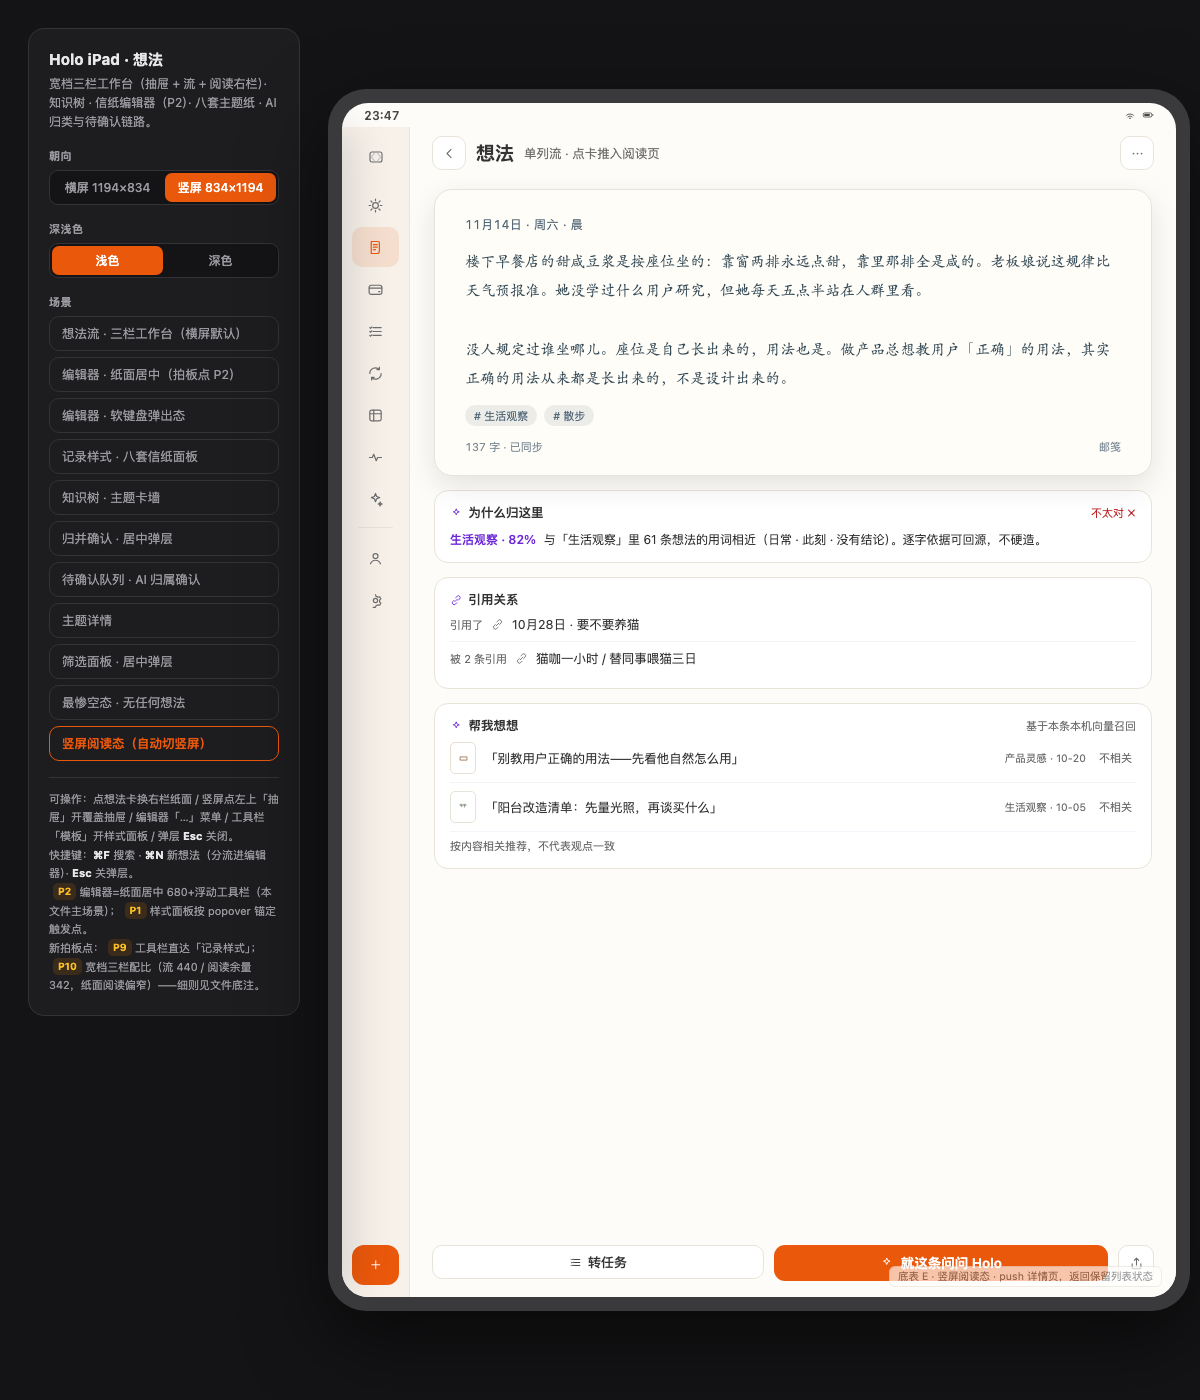 Holo iPad · 想法
宽档三栏工作台（抽屉 + 流 + 阅读右栏）·
知识树 · 信纸编辑器（P2）· 八套主题纸 · AI
归类与待确认链路。
朝向
横屏 1194×834
竖屏 834×1194
深浅色
浅色
深色
场景
想法流 · 三栏工作台（横屏默认）
编辑器 · 纸面居中（拍板点 P2）
编辑器 · 软键盘弹出态
记录样式 · 八套信纸面板
知识树 · 主题卡墙
归并确认 · 居中弹层
待确认队列 · AI 归属确认
主题详情
筛选面板 · 居中弹层
最惨空态 · 无任何想法
竖屏阅读态（自动切竖屏）
可操作：点想法卡换右栏纸面 / 竖屏点左上「抽
屉」开覆盖抽屉 / 编辑器「…」菜单 / 工具栏
「模板」开样式面板 / 弹层 Esc 关闭。
快捷键：⌘F 搜索 · ⌘N 新想法（分流进编辑
器）· Esc 关弹层。
P2 编辑器=纸面居中 680+浮动工具栏（本
文件主场景）； P1 样式面板按 popover 锚定
触发点。
新拍板点： P9 工具栏直达「记录样式」；
P10 宽档三栏配比（流 440 / 阅读余量
342，纸面阅读偏窄）——细则见文件底注。
23:47
想法 单列流 · 点卡推入阅读页
11月14日 · 周六 · 晨
楼下早餐店的甜咸豆浆是按座位坐的：靠窗两排永远点甜，靠里那排全是咸的。老板娘说这规律比
天气预报准。她没学过什么用户研究，但她每天五点半站在人群里看。
没人规定过谁坐哪儿。座位是自己长出来的，用法也是。做产品总想教用户「正确」的用法，其实
正确的用法从来都是长出来的，不是设计出来的。
# 生活观察 # 散步
137 字 · 已同步 邮笺
为什么归这里 不太对 ✕
生活观察 · 82% 与「生活观察」里 61 条想法的用词相近（日常 · 此刻 · 没有结论）。逐字依据可回源，不硬造。
引用关系
引用了 10月28日 · 要不要养猫
被 2 条引用 猫咖一小时 / 替同事喂猫三日
帮我想想 基于本条本机向量召回
「别教用户正确的用法——先看他自然怎么用」 产品灵感 · 10-20 不相关
「阳台改造清单：先量光照，再谈买什么」 生活观察 · 10-05 不相关
按内容相关推荐，不代表观点一致
+
转任务
就这条问问 Holo
底表 E · 竖屏阅读态 · push 详情页，返回保留列表状态